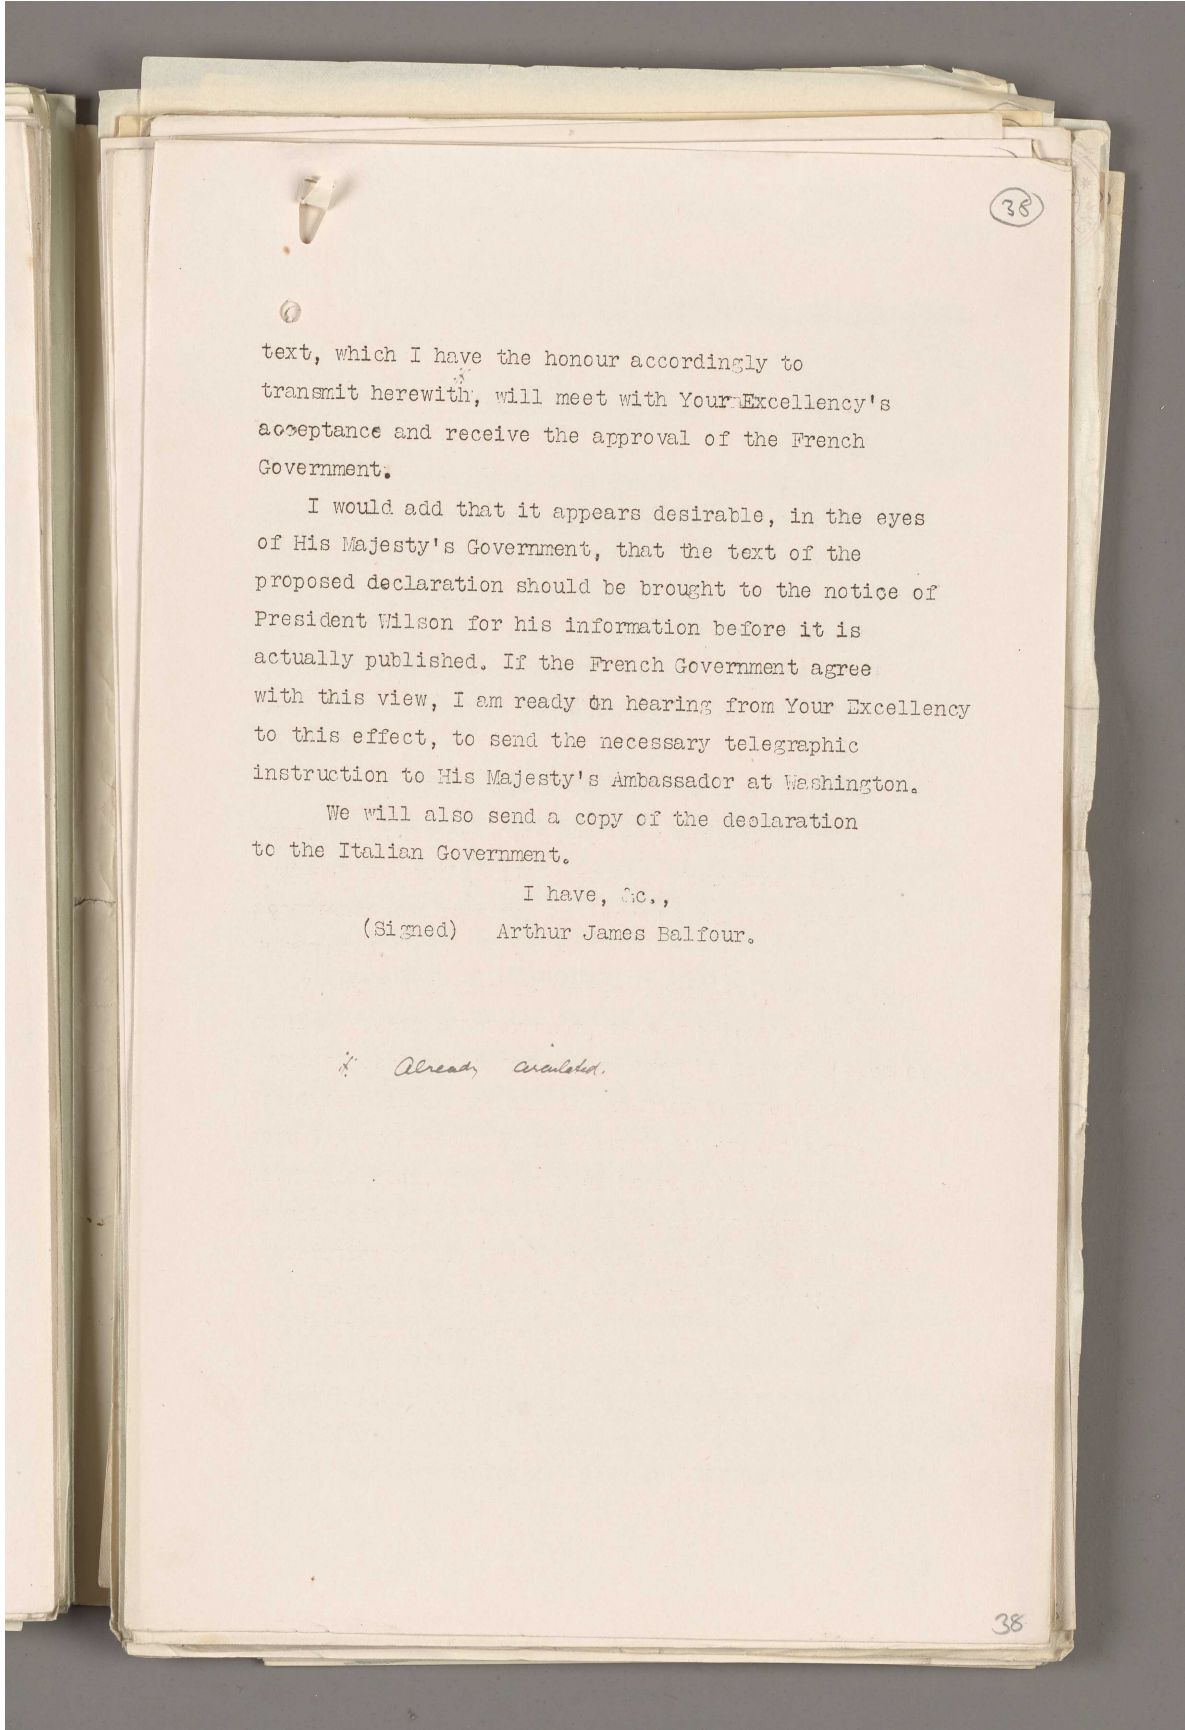 38
text, which I have the honour accordingly to
transmit herewith, will meet with Your Excellency's
acceptance and receive the approval of the French
Government.
I would add that it appears desirable, in the eyes
of His Majesty's Government, that the text of the
proposed declaration should be brought to the notice of
President Wilson for his information before it is
actually published. If the French Government agree
with this view, I am ready on hearing from Your Excellency
to this effect, to send the necessary telegraphic
instruction to His Majesty's Ambassador at Washington.
We will also send a copy of the declaration
to the Italian Government.
I have, &c.,
(Signed) Arthur James Balfour.
Already circulated.
38